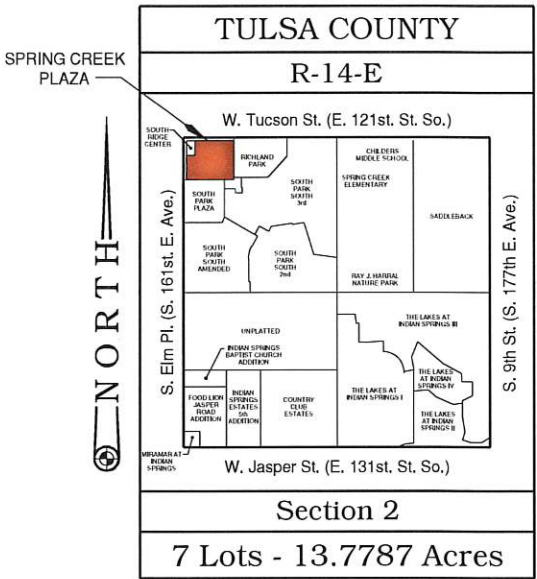 TULSA COUNTY
R-14-E
SPRING CREEK
PLAZA
W. Tucson St. (E. 121st. St. So.)
SOUTH
RIDGE
CENTER
RICHLAND
PARK
CHILDERS
MIDDLE SCHOOL
SPRING CREEK
ELEMENTARY
SOUTH
PARK
PLAZA
SOUTH
PARK
SOUTH
3rd
SADDLEBACK
SOUTH
PARK
SOUTH
AMENDED
SOUTH
PARK
SOUTH
2nd
RAY J. HARRAL
NATURE PARK
S. Elm Pl. (S. 161st. E. Ave.)
S. 9th St. (S. 177th E. Ave.)
NORTH
UNPLATTED
THE LAKES AT
INDIAN SPRINGS III
INDIAN SPRINGS
BAPTIST CHURCH
ADDITION
THE LAKES
AT INDIAN
SPRINGS IV
FOOD LION
JASPER
ROAD
ADDITION
INDIAN
SPRINGS
ESTATES
5th
ADDITION
COUNTRY
CLUB
ESTATES
THE LAKES AT
INDIAN SPRINGS I
THE LAKES
AT INDIAN
SPRINGS II
MIRAMAR AT
INDIAN
SPRINGS
W. Jasper St. (E. 131st. St. So.)
Section 2
7 Lots - 13.7787 Acres